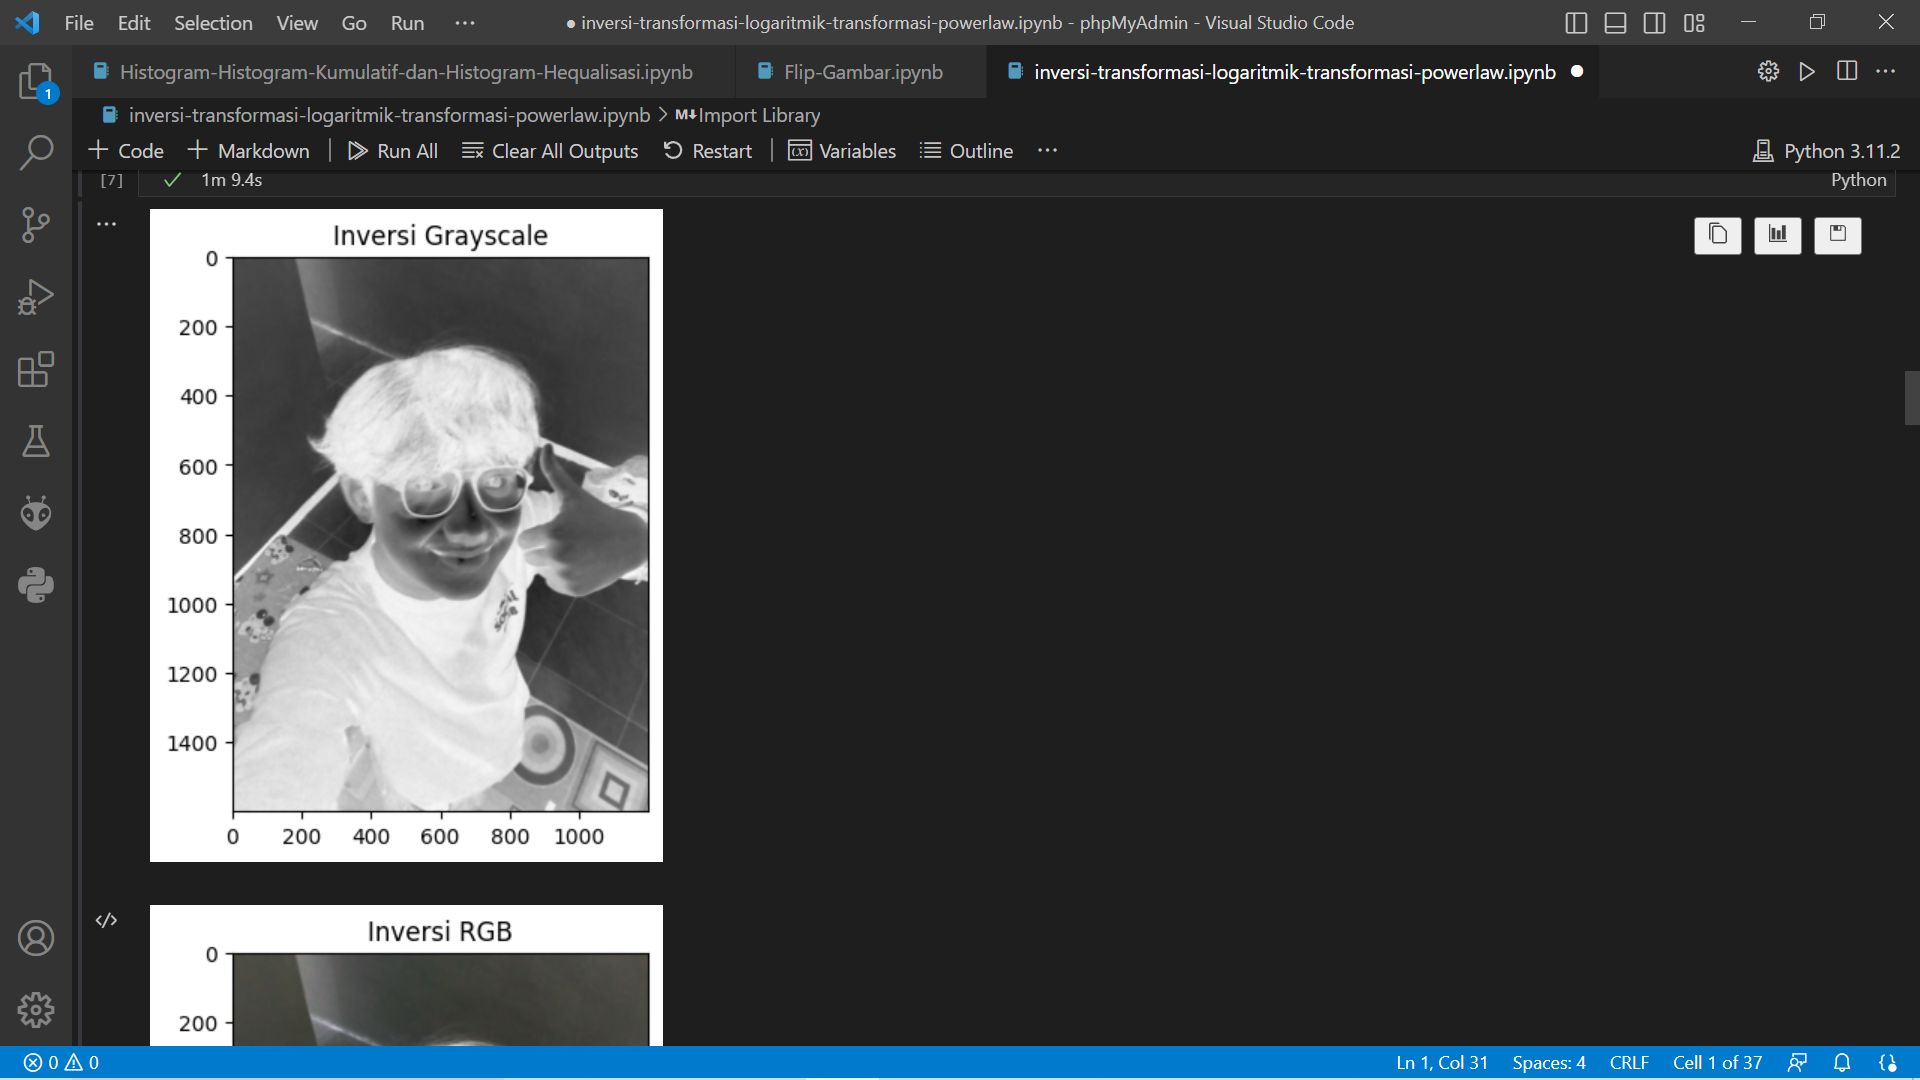 File Edit Selection View Go Run ··· ● inversi-transformasi-logaritmik-transformasi-powerlaw.ipynb - phpMyAdmin - Visual Studio Code
Histogram-Histogram-Kumulatif-dan-Histogram-Hequalisasi.ipynb Flip-Gambar.ipynb inversi-transformasi-logaritmik-transformasi-powerlaw.ipynb
1
inversi-transformasi-logaritmik-transformasi-powerlaw.ipynb > M↓Import Library
+ Code + Markdown Run All Clear All Outputs Restart Variables Outline ··· Python 3.11.2
[7] 1m 9.4s Python
Inversi Grayscale
0
200
400
600
800
1000
1200
1400
0 200 400 600 800 1000
Inversi RGB
0
200
0 0 Ln 1, Col 31 Spaces: 4 CRLF Cell 1 of 37